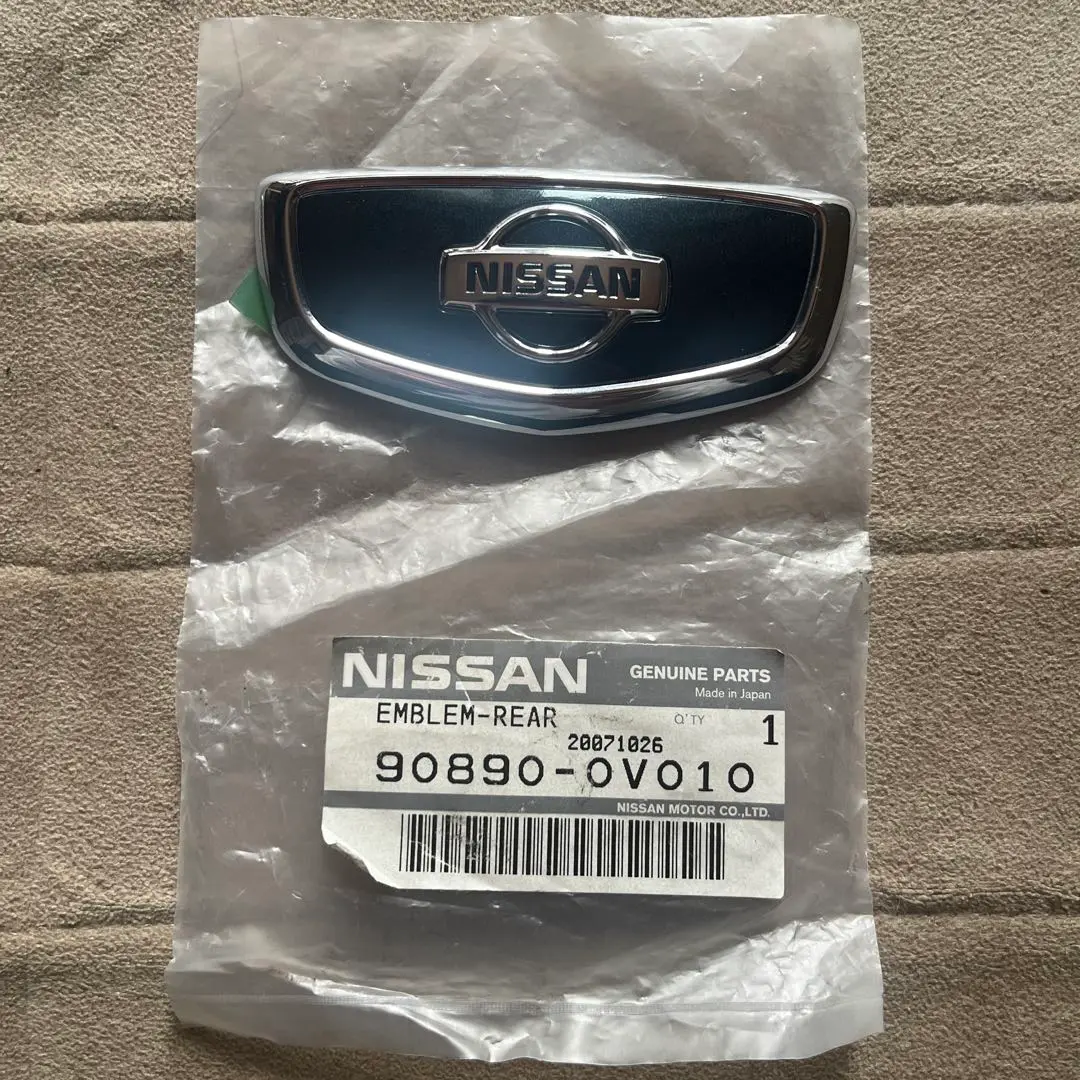 NISSAN
NISSAN GENUINE PARTS
Made in Japan
EMBLEM-REAR Q'TY 1
20071026
90890-0V010
NISSAN MOTOR CO.,LTD.